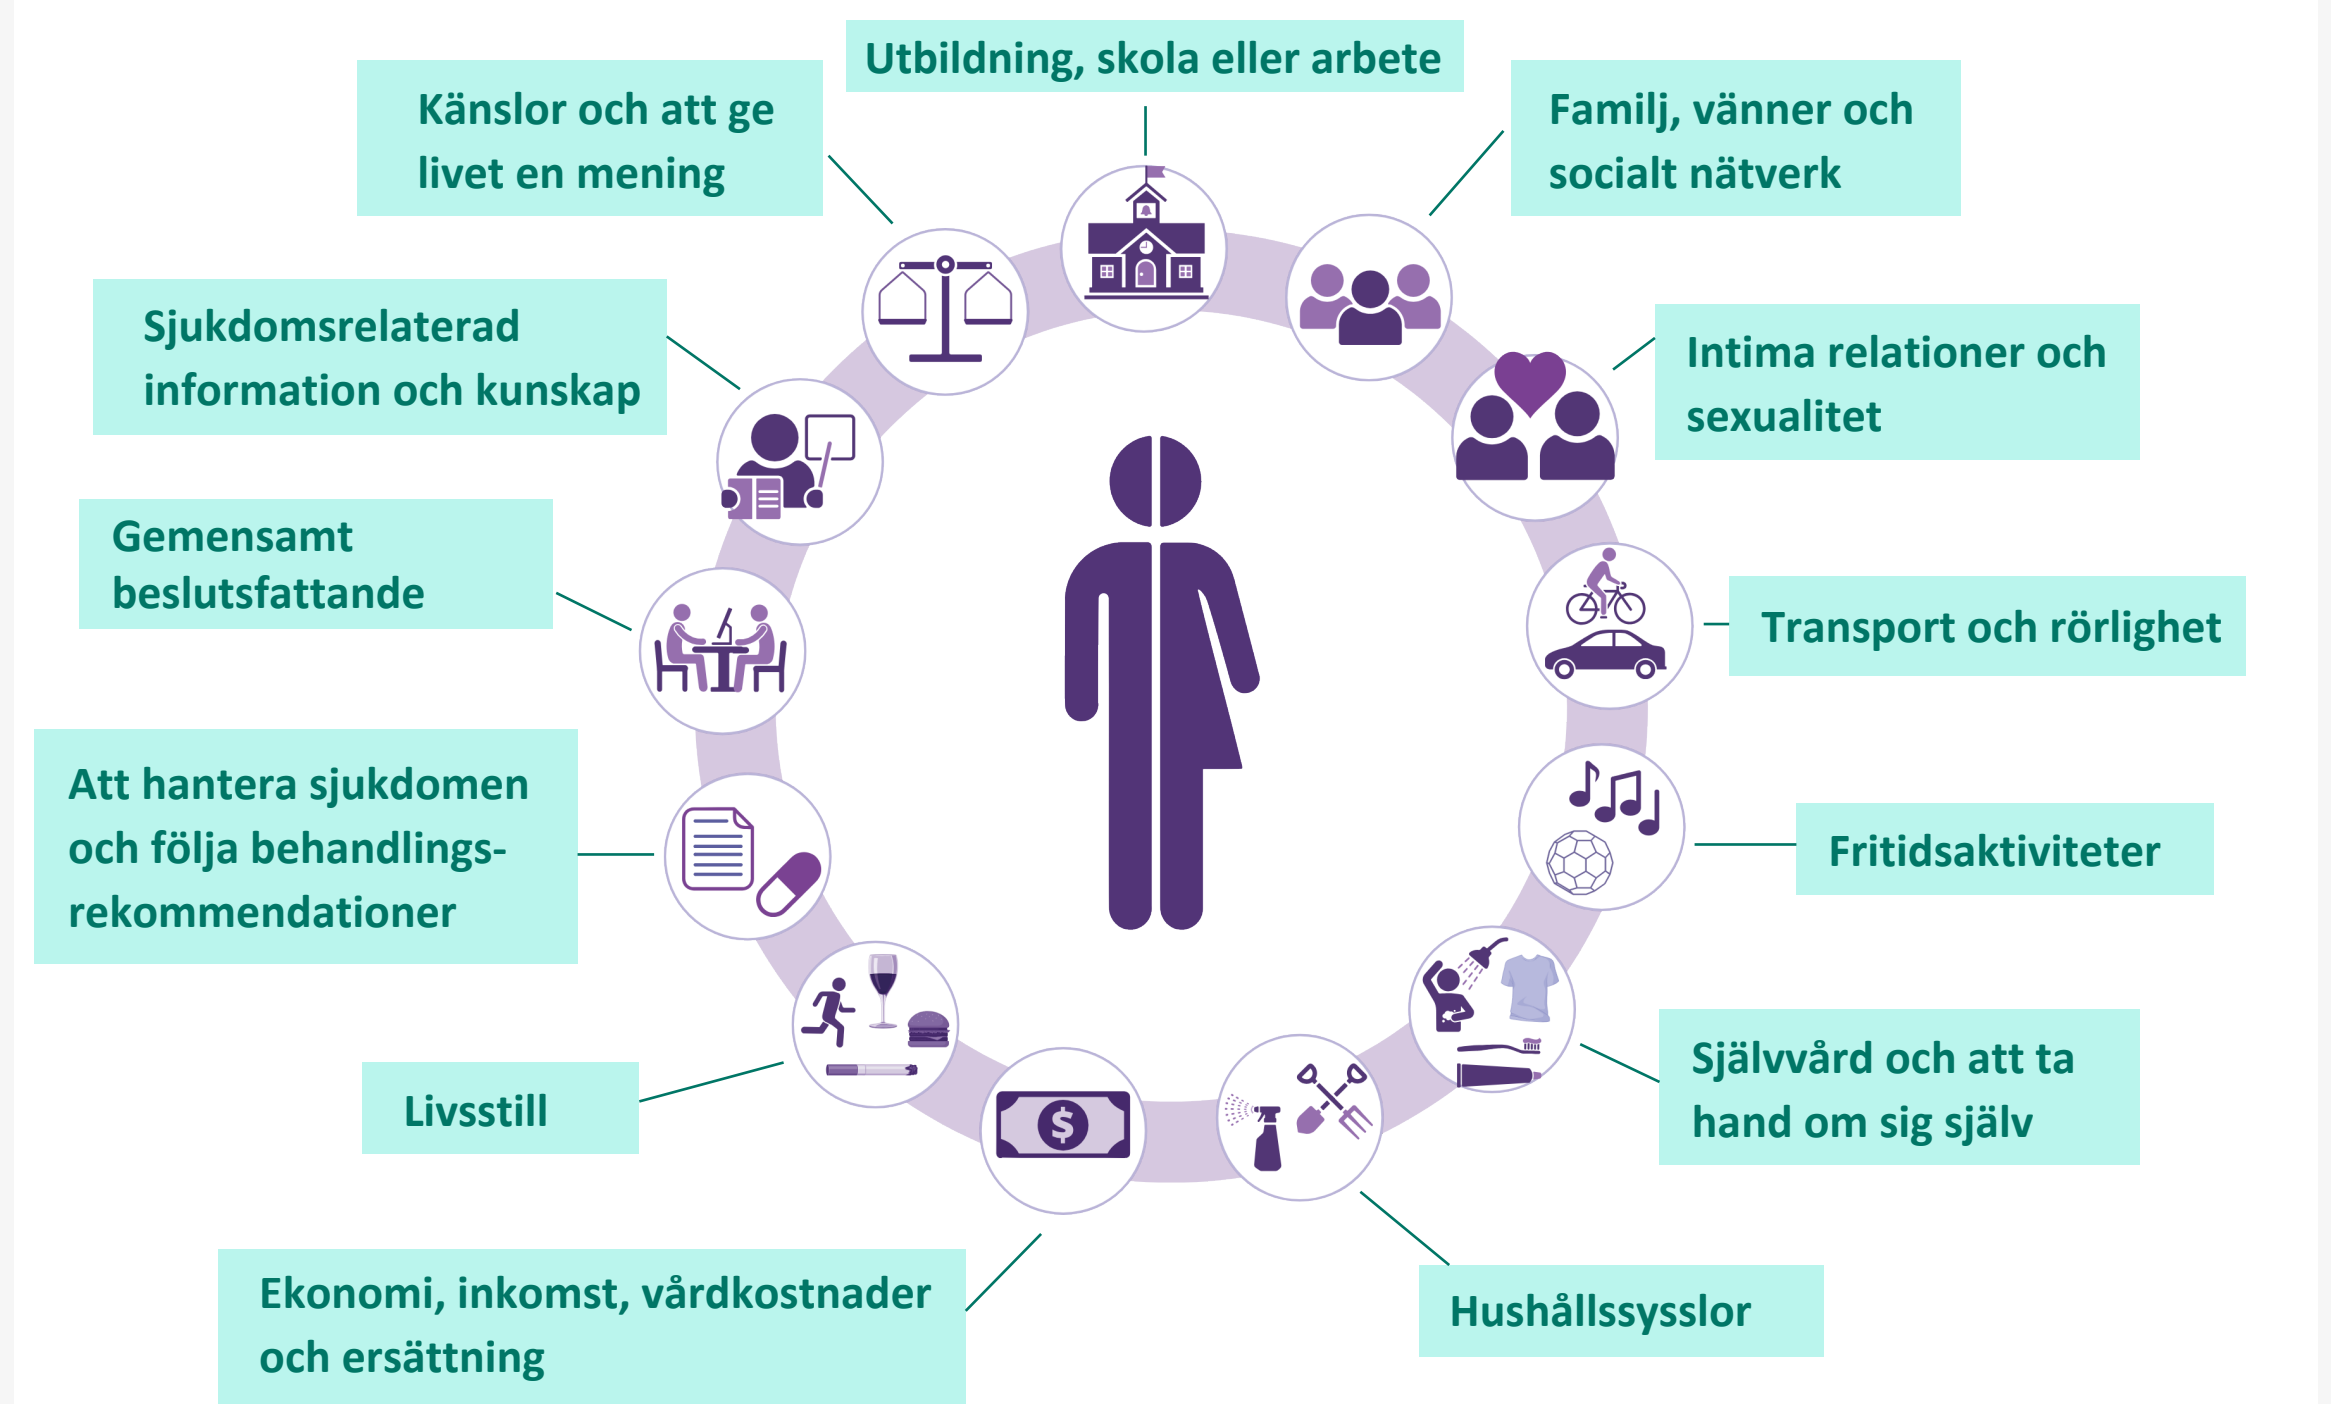 Utbildning, skola eller arbete
Familj, vänner och
socialt nätverk
Intima relationer och
sexualitet
Transport och rörlighet
Fritidsaktiviteter
Självvård och att ta
hand om sig själv
Hushållssysslor
Ekonomi, inkomst, vårdkostnader
och ersättning
$
Livsstill
Att hantera sjukdomen
och följa behandlings-
rekommendationer
Gemensamt
beslutsfattande
Sjukdomsrelaterad
information och kunskap
Känslor och att ge
livet en mening